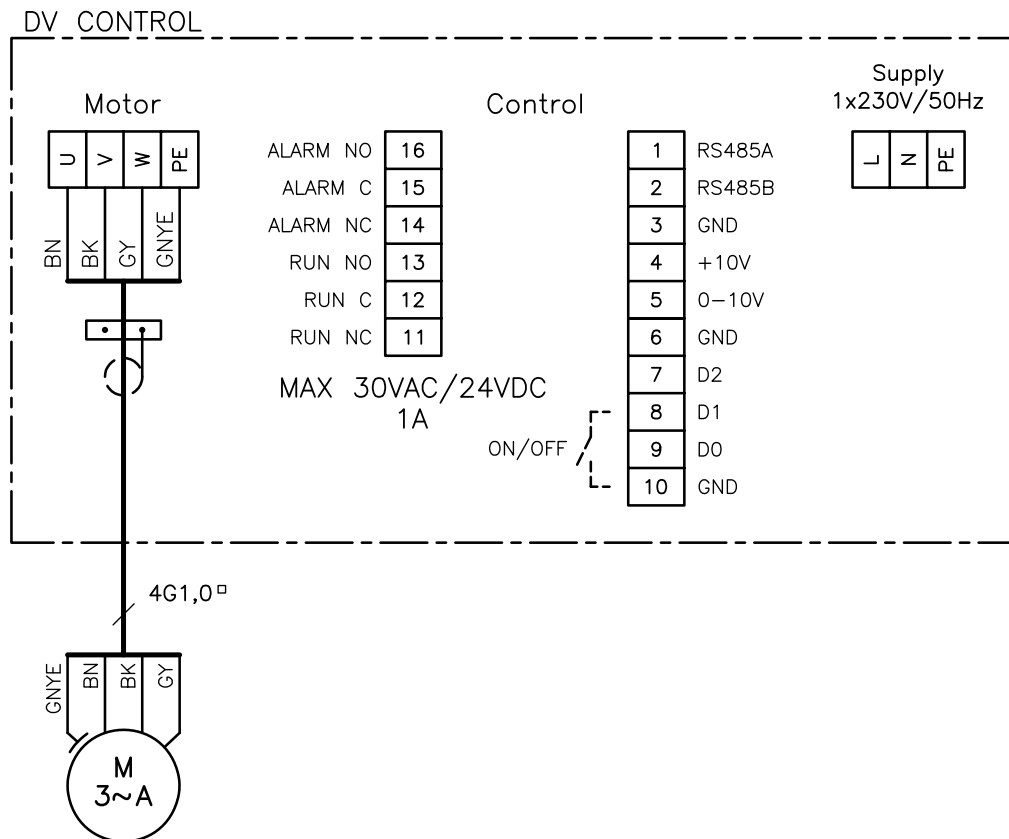 DV CONTROL
Motor
Control
Supply
1x230V/50Hz
U V W PE
L N PE
BN BK GY GNYE
ALARM NO 16
ALARM C 15
ALARM NC 14
RUN NO 13
RUN C 12
RUN NC 11
MAX 30VAC/24VDC
1A
1 RS485A
2 RS485B
3 GND
4 +10V
5 0-10V
6 GND
7 D2
8 D1
9 D0
10 GND
ON/OFF
4G1,0▫
GNYE BN BK GY
M
3~A